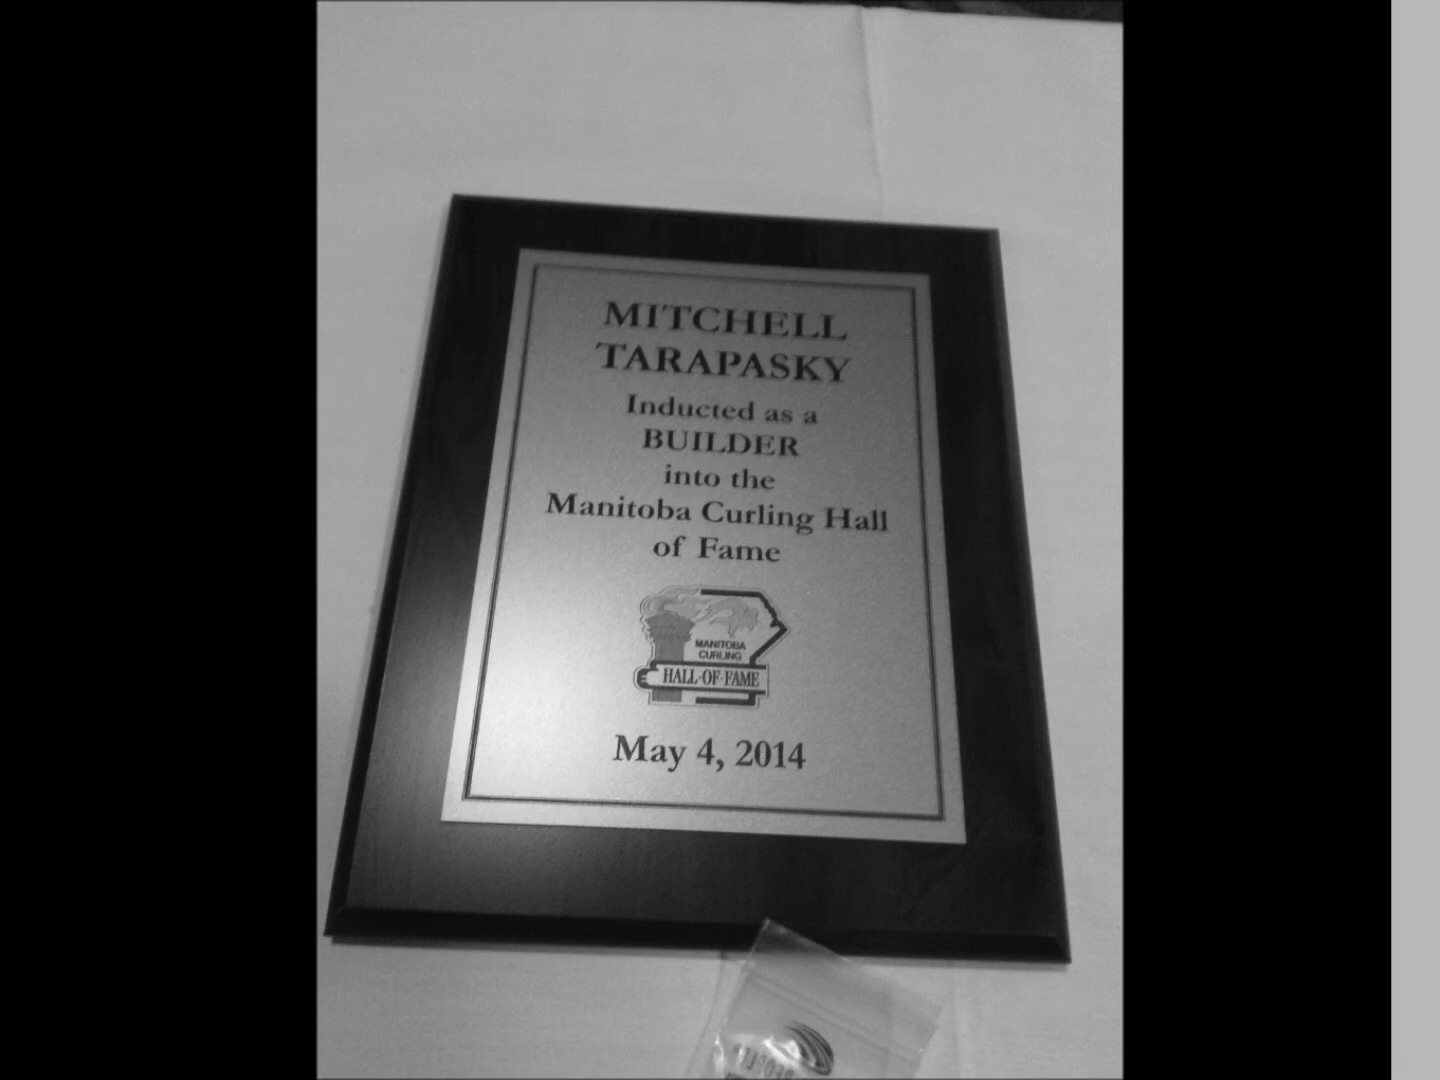 MITCHELL
TARAPASKY
Inducted as a
BUILDER
into the
Manitoba Curling Hall
of Fame
MANITOBA
CURLING
HALL-OF-FAME
May 4, 2014